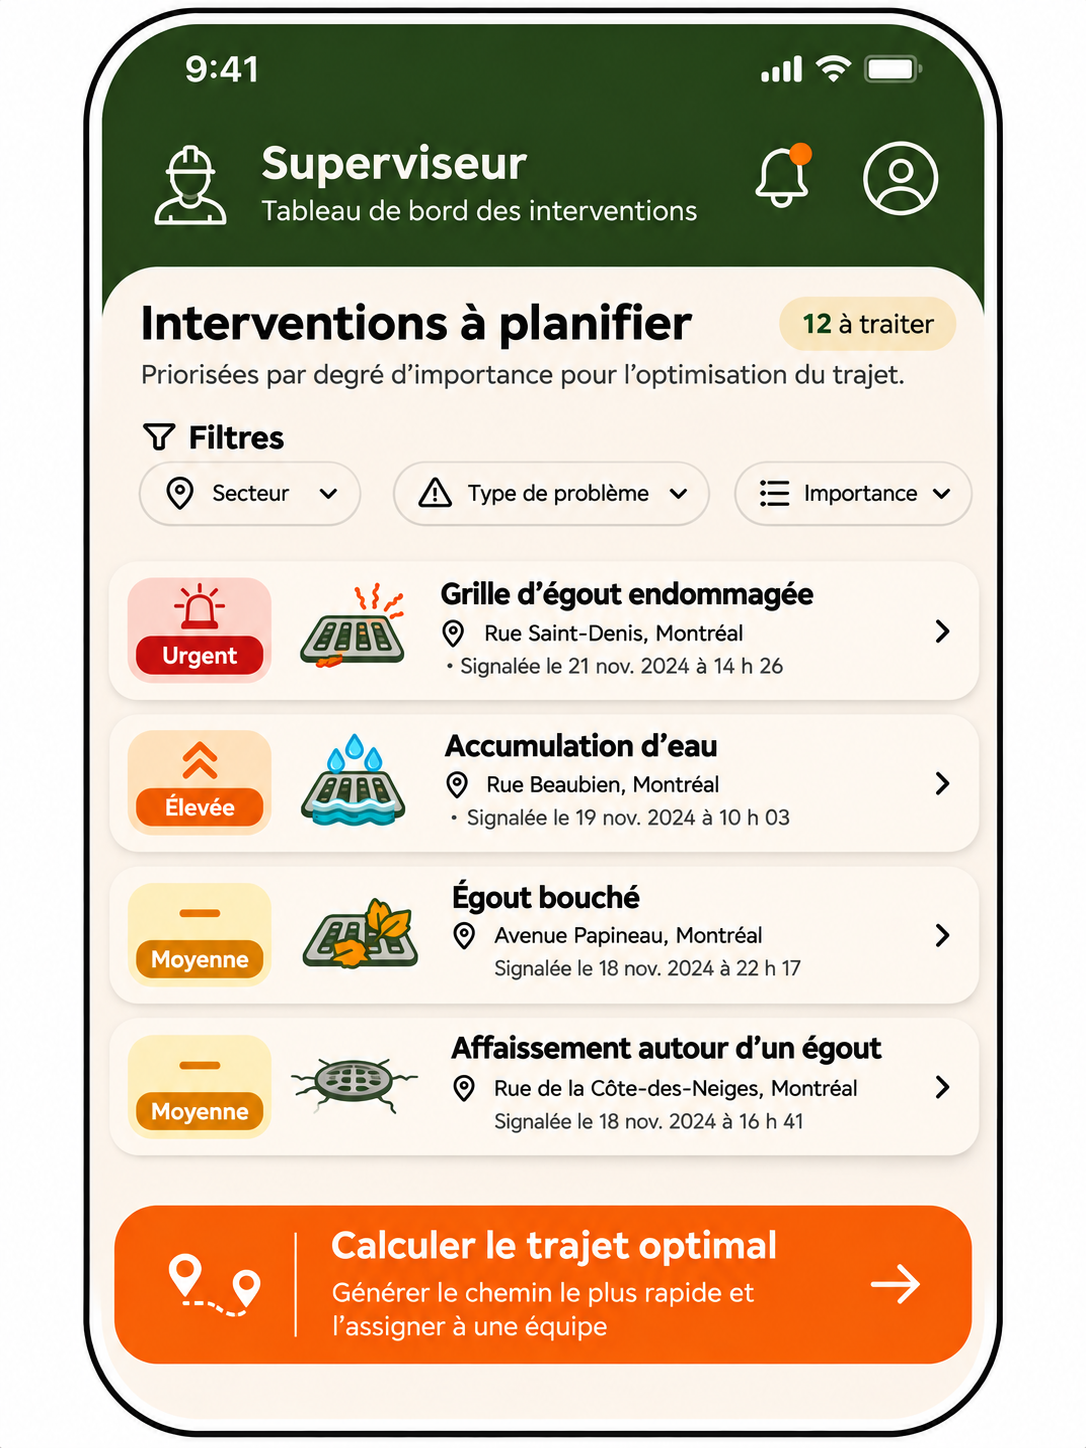 9:41
Superviseur
Tableau de bord des interventions
Interventions à planifier
12 à traiter
Priorisées par degré d’importance pour l’optimisation du trajet.
Filtres
Secteur
Type de problème
Importance
Urgent
Grille d’égout endommagée
Rue Saint-Denis, Montréal
• Signalée le 21 nov. 2024 à 14 h 26
Élevée
Accumulation d’eau
Rue Beaubien, Montréal
• Signalée le 19 nov. 2024 à 10 h 03
Moyenne
Égout bouché
Avenue Papineau, Montréal
Signalée le 18 nov. 2024 à 22 h 17
Moyenne
Affaissement autour d’un égout
Rue de la Côte-des-Neiges, Montréal
Signalée le 18 nov. 2024 à 16 h 41
Calculer le trajet optimal
Générer le chemin le plus rapide et
l’assigner à une équipe